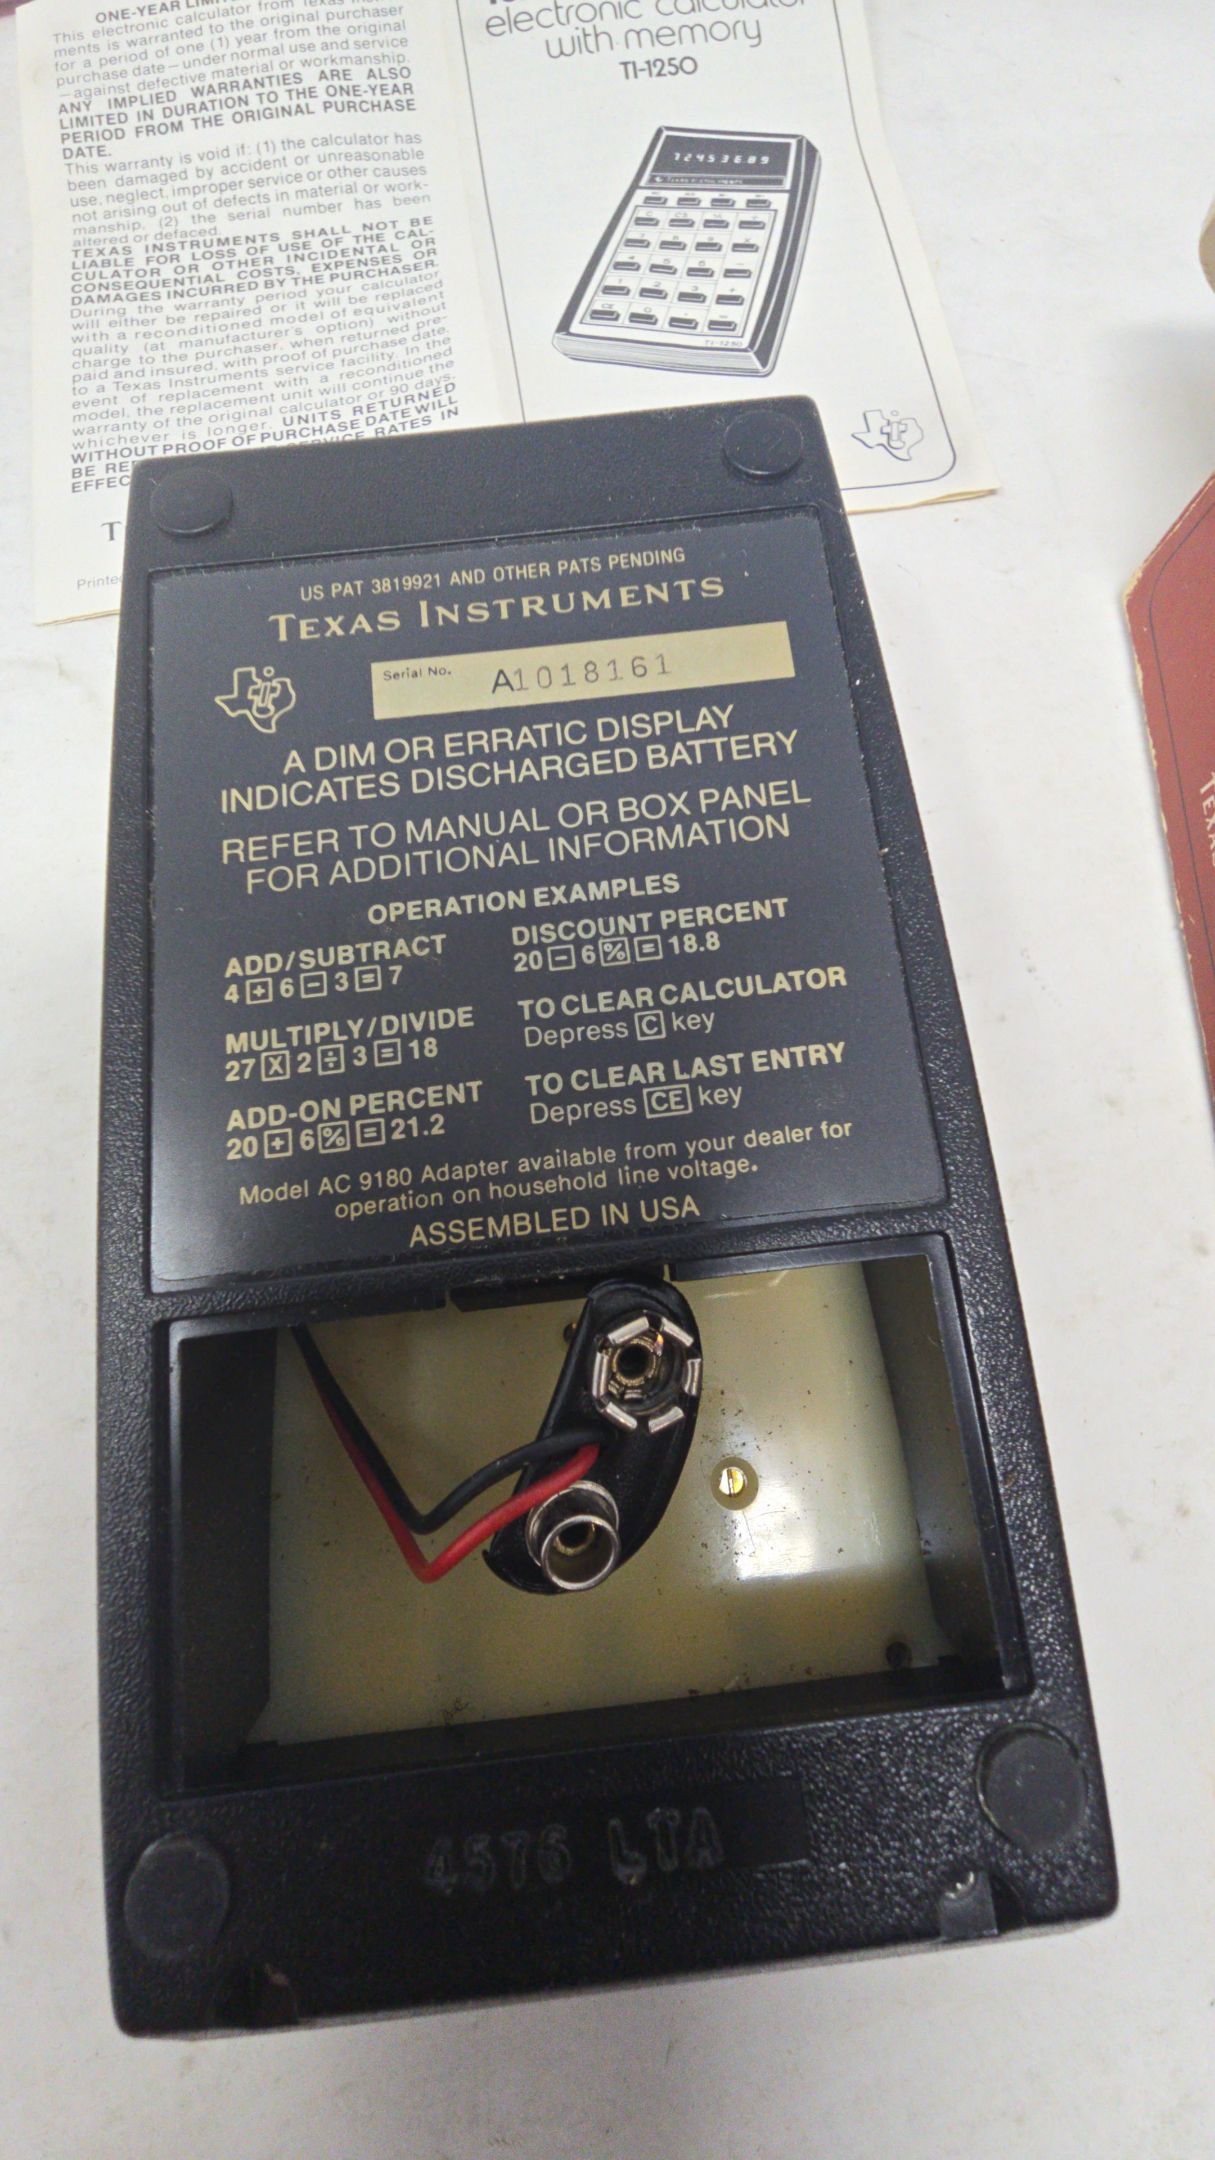 ONE-YEAR
This electronic calculator from Texas
ments is warranted to the original purchaser
for a period of one (1) year from the original
purchase date—under normal use and service
—against defective material or workmanship.
ANY IMPLIED WARRANTIES ARE ALSO
LIMITED IN DURATION TO THE ONE-YEAR
PERIOD FROM THE ORIGINAL PURCHASE
DATE.
This warranty is void if: (1) the calculator has
been damaged by accident or unreasonable
use, neglect, improper service or other causes
not arising out of defects in material or work-
manship, (2) the serial number has been
altered or defaced.
TEXAS INSTRUMENTS SHALL NOT BE
LIABLE FOR LOSS OF USE OF THE CAL-
CULATOR OR OTHER INCIDENTAL OR
CONSEQUENTIAL COSTS, EXPENSES OR
DAMAGES INCURRED BY THE PURCHASER.
During the warranty period your calculator
will either be repaired or it will be replaced
with a reconditioned model of equivalent
quality (at manufacturer's option) without
charge to the purchaser, when returned pre-
paid and insured, with proof of purchase date,
to a Texas Instruments service facility. In the
event of replacement with a reconditioned
model, the replacement unit will continue the
warranty of the original calculator or 90 days,
whichever is longer. UNITS RETURNED
WITHOUT PROOF OF PURCHASE DATE WILL
BE SERVICE RATES IN
electronic calculator
with memory
TI-1250
72453689
TEXAS INSTRUMENTS
TI-1250
US PAT 3819921 AND OTHER PATS PENDING
TEXAS INSTRUMENTS
Serial No. A1018161
A DIM OR ERRATIC DISPLAY
INDICATES DISCHARGED BATTERY
REFER TO MANUAL OR BOX PANEL
FOR ADDITIONAL INFORMATION
OPERATION EXAMPLES
ADD/SUBTRACT
4 + 6 − 3 = 7
MULTIPLY/DIVIDE
27 X 2 ÷ 3 = 18
ADD-ON PERCENT
20 + 6 % = 21.2
DISCOUNT PERCENT
20 − 6 % = 18.8
TO CLEAR CALCULATOR
Depress C key
TO CLEAR LAST ENTRY
Depress CE key
Model AC 9180 Adapter available from your dealer for
operation on household line voltage.
ASSEMBLED IN USA
4576 LTA